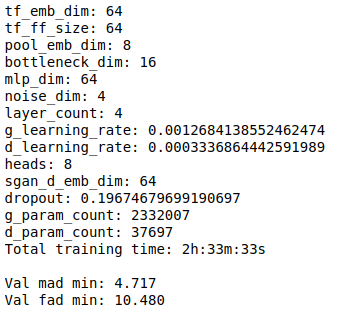 tf_emb_dim: 64
tf_ff_size: 64
pool_emb_dim: 8
bottleneck_dim: 16
mlp_dim: 64
noise_dim: 4
layer_count: 4
g_learning_rate: 0.0012684138552462474
d_learning_rate: 0.0003336864442591989
heads: 8
sgan_d_emb_dim: 64
dropout: 0.19674679699190697
g_param_count: 2332007
d_param_count: 37697
Total training time: 2h:33m:33s
Val mad min: 4.717
Val fad min: 10.480